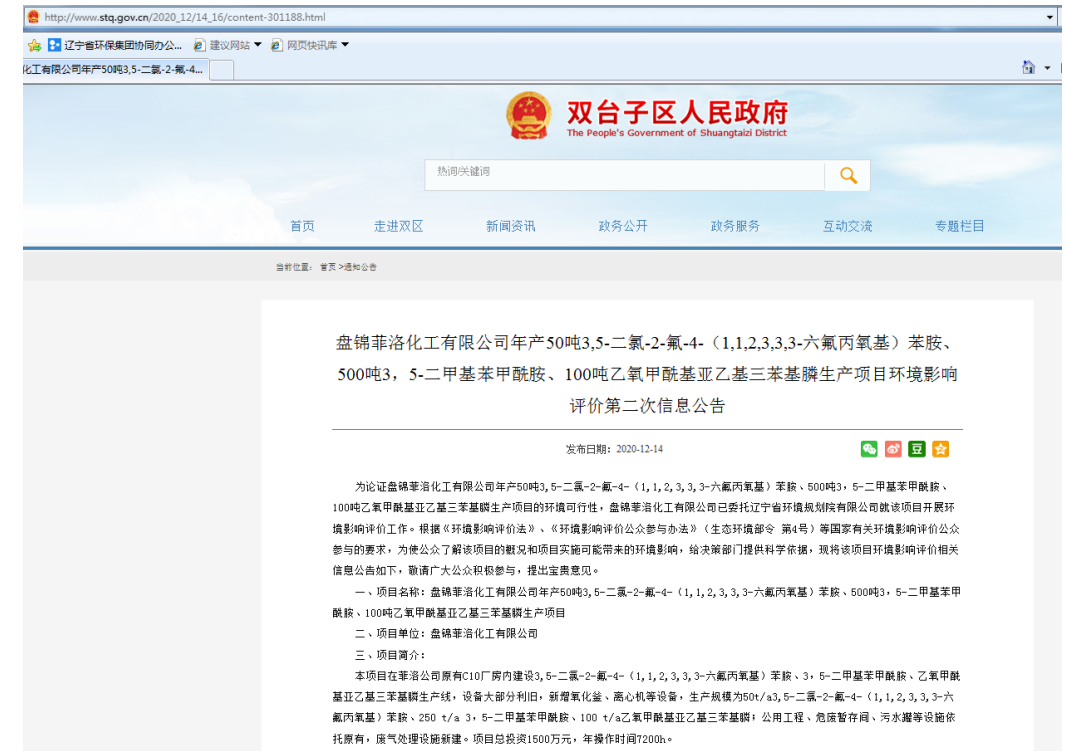 http://www.stq.gov.cn/2020_12/14_16/content-301188.html
辽宁省环保集团协同办公... 建议网站 网页快讯库
化工有限公司年产50吨3,5-二氯-2-氟-4...
双台子区人民政府
The People's Government of Shuangtaizi District
热词关键词
首页 走进双区 新闻资讯 政务公开 政务服务 互动交流 专题栏目
当前位置： 首页 >通知公告
盘锦菲洛化工有限公司年产50吨3,5-二氯-2-氟-4-（1,1,2,3,3,3-六氟丙氧基）苯胺、
500吨3，5-二甲基苯甲酰胺、100吨乙氧甲酰基亚乙基三苯基膦生产项目环境影响
评价第二次信息公告
发布日期：2020-12-14
豆
为论证盘锦菲洛化工有限公司年产50吨3,5-二氯-2-氟-4-（1,1,2,3,3,3-六氟丙氧基）苯胺、500吨3，5-二甲基苯甲酰胺、
100吨乙氧甲酰基亚乙基三苯基膦生产项目的环境可行性，盘锦菲洛化工有限公司已委托辽宁省环境规划院有限公司就该项目开展环
境影响评价工作。根据《环境影响评价法》、《环境影响评价公众参与办法》（生态环境部令 第4号）等国家有关环境影响评价公众
参与的要求，为使公众了解该项目的概况和项目实施可能带来的环境影响，给决策部门提供科学依据，现将该项目环境影响评价相关
信息公告如下，敬请广大公众积极参与，提出宝贵意见。
一、项目名称：盘锦菲洛化工有限公司年产50吨3,5-二氯-2-氟-4-（1,1,2,3,3,3-六氟丙氧基）苯胺、500吨3，5-二甲基苯甲
酰胺、100吨乙氧甲酰基亚乙基三苯基膦生产项目
二、项目单位：盘锦菲洛化工有限公司
三、项目简介：
本项目在菲洛公司原有C10厂房内建设3,5-二氯-2-氟-4-（1,1,2,3,3,3-六氟丙氧基）苯胺、3，5-二甲基苯甲酰胺、乙氧甲酰
基亚乙基三苯基膦生产线，设备大部分利旧，新增氧化釜、离心机等设备，生产规模为50t/a3,5-二氯-2-氟-4-（1,1,2,3,3,3-六
氟丙氧基）苯胺、250 t/a 3，5-二甲基苯甲酰胺、100 t/a乙氧甲酰基亚乙基三苯基膦；公用工程、危废暂存间、污水罐等设施依
托原有，废气处理设施新建。项目总投资1500万元，年操作时间7200h。